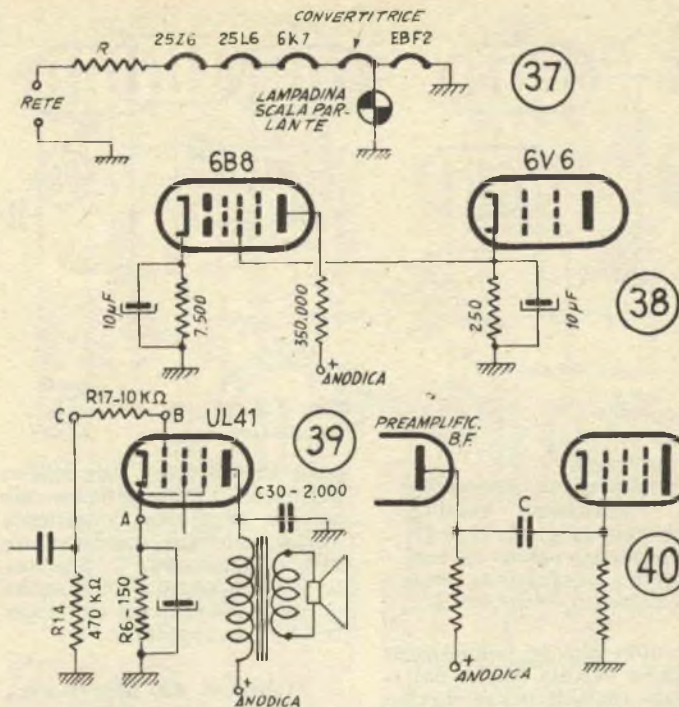 CONVERTITRICE
R 25Z6 25L6 6K7 EBF2
RETE
LAMPADINA
SCALA PAR-
LANTE
37
6B8 6V6
10μF
7.500
350.000
+
ANODICA
250
10μF
38
R17-10KΩ
C B UL41
39
A
C30-2.000
R14
470 KΩ
R6-150
+
ANODICA
PREAMPLIFIC.
B.F.
C
40
+
ANODICA